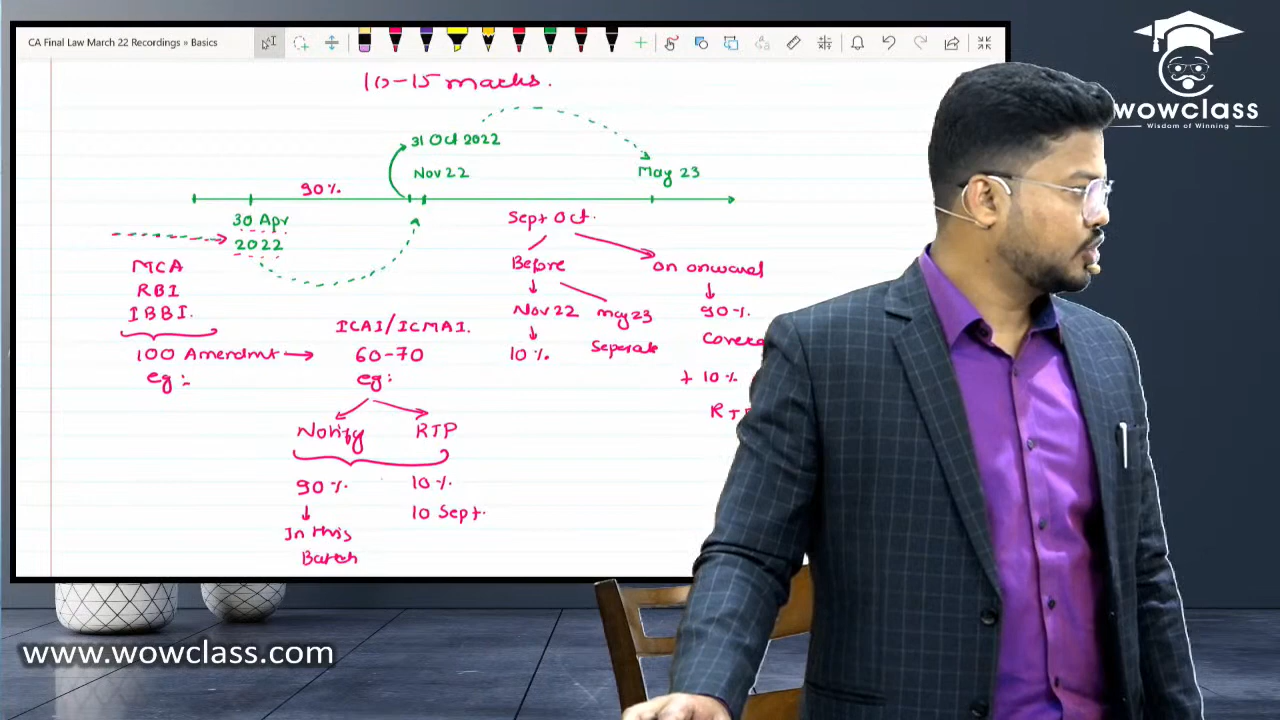 CA Final Law March 22 Recordings » Basics
10-15 marks.
31 Oct 2022
Nov 22
May 23
90%
30 Apr
2022
Sept Oct.
MCA
RBI
IBBI.
Before
On onward
Nov 22
May 23
90%.
ICAI/ICMAI.
100 Amendmt
60-70
10%
Seperate
eg:
eg:
+ 10%
Notify
RTP
90%.
10%.
10 Sept.
In this
Batch
wowclass
Wisdom of Winning
www.wowclass.com